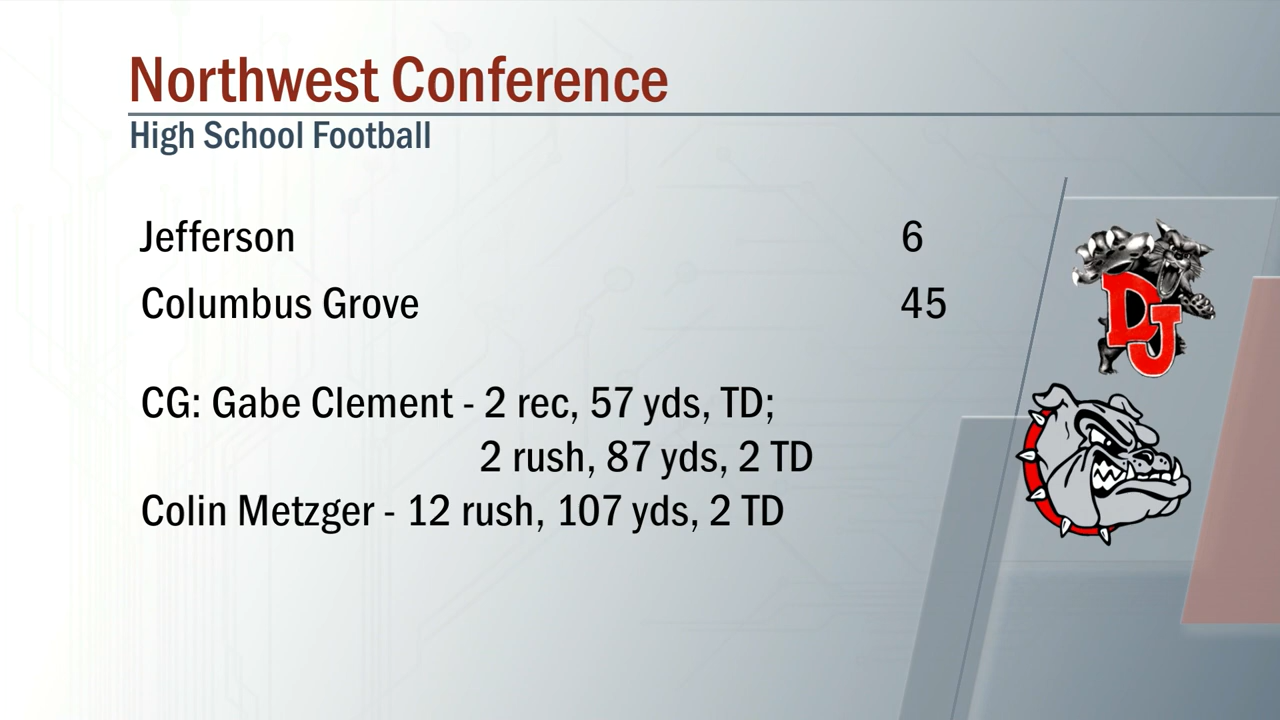 Northwest Conference
High School Football
Jefferson 6
Columbus Grove 45
CG: Gabe Clement - 2 rec, 57 yds, TD;
2 rush, 87 yds, 2 TD
Colin Metzger - 12 rush, 107 yds, 2 TD
DJ